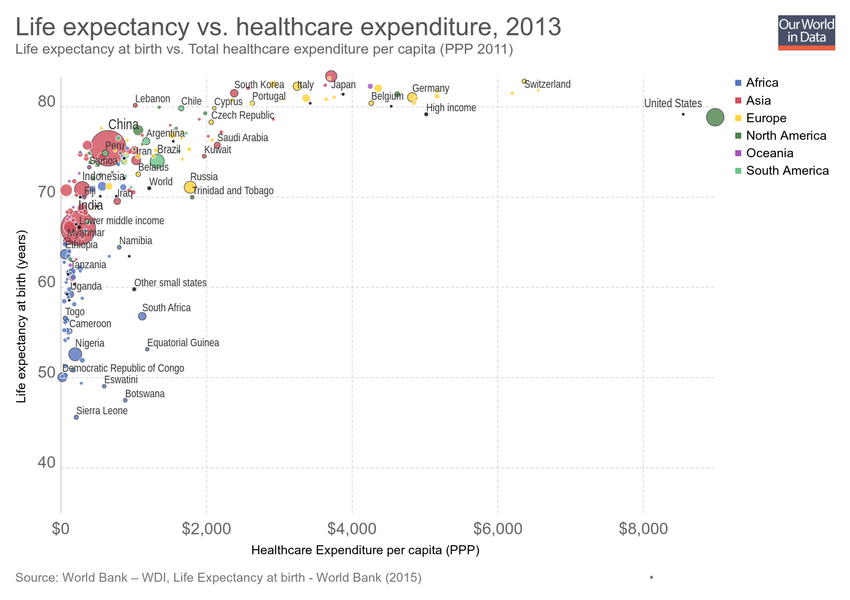 Life expectancy vs. healthcare expenditure, 2013
Life expectancy at birth vs. Total healthcare expenditure per capita (PPP 2011)
Our World
in Data
Africa
Asia
Europe
North America
Oceania
South America
Life expectancy at birth (years)
80
70
60
50
40
South Korea
Italy
Japan
Switzerland
Lebanon
Chile
Cyprus
Portugal
Belgium
Germany
United States
High income
Czech Republic
China
Argentina
Saudi Arabia
Peru
Iran
Brazil
Kuwait
Samoa
Belarus
Indonesia
World
Russia
Fiji
Iraq
Trinidad and Tobago
India
Lower middle income
Myanmar
Ethiopia
Namibia
Tanzania
Uganda
Other small states
Togo
South Africa
Cameroon
Nigeria
Equatorial Guinea
Democratic Republic of Congo
Eswatini
Botswana
Sierra Leone
$0
$2,000
$4,000
$6,000
$8,000
Healthcare Expenditure per capita (PPP)
Source: World Bank – WDI, Life Expectancy at birth - World Bank (2015)